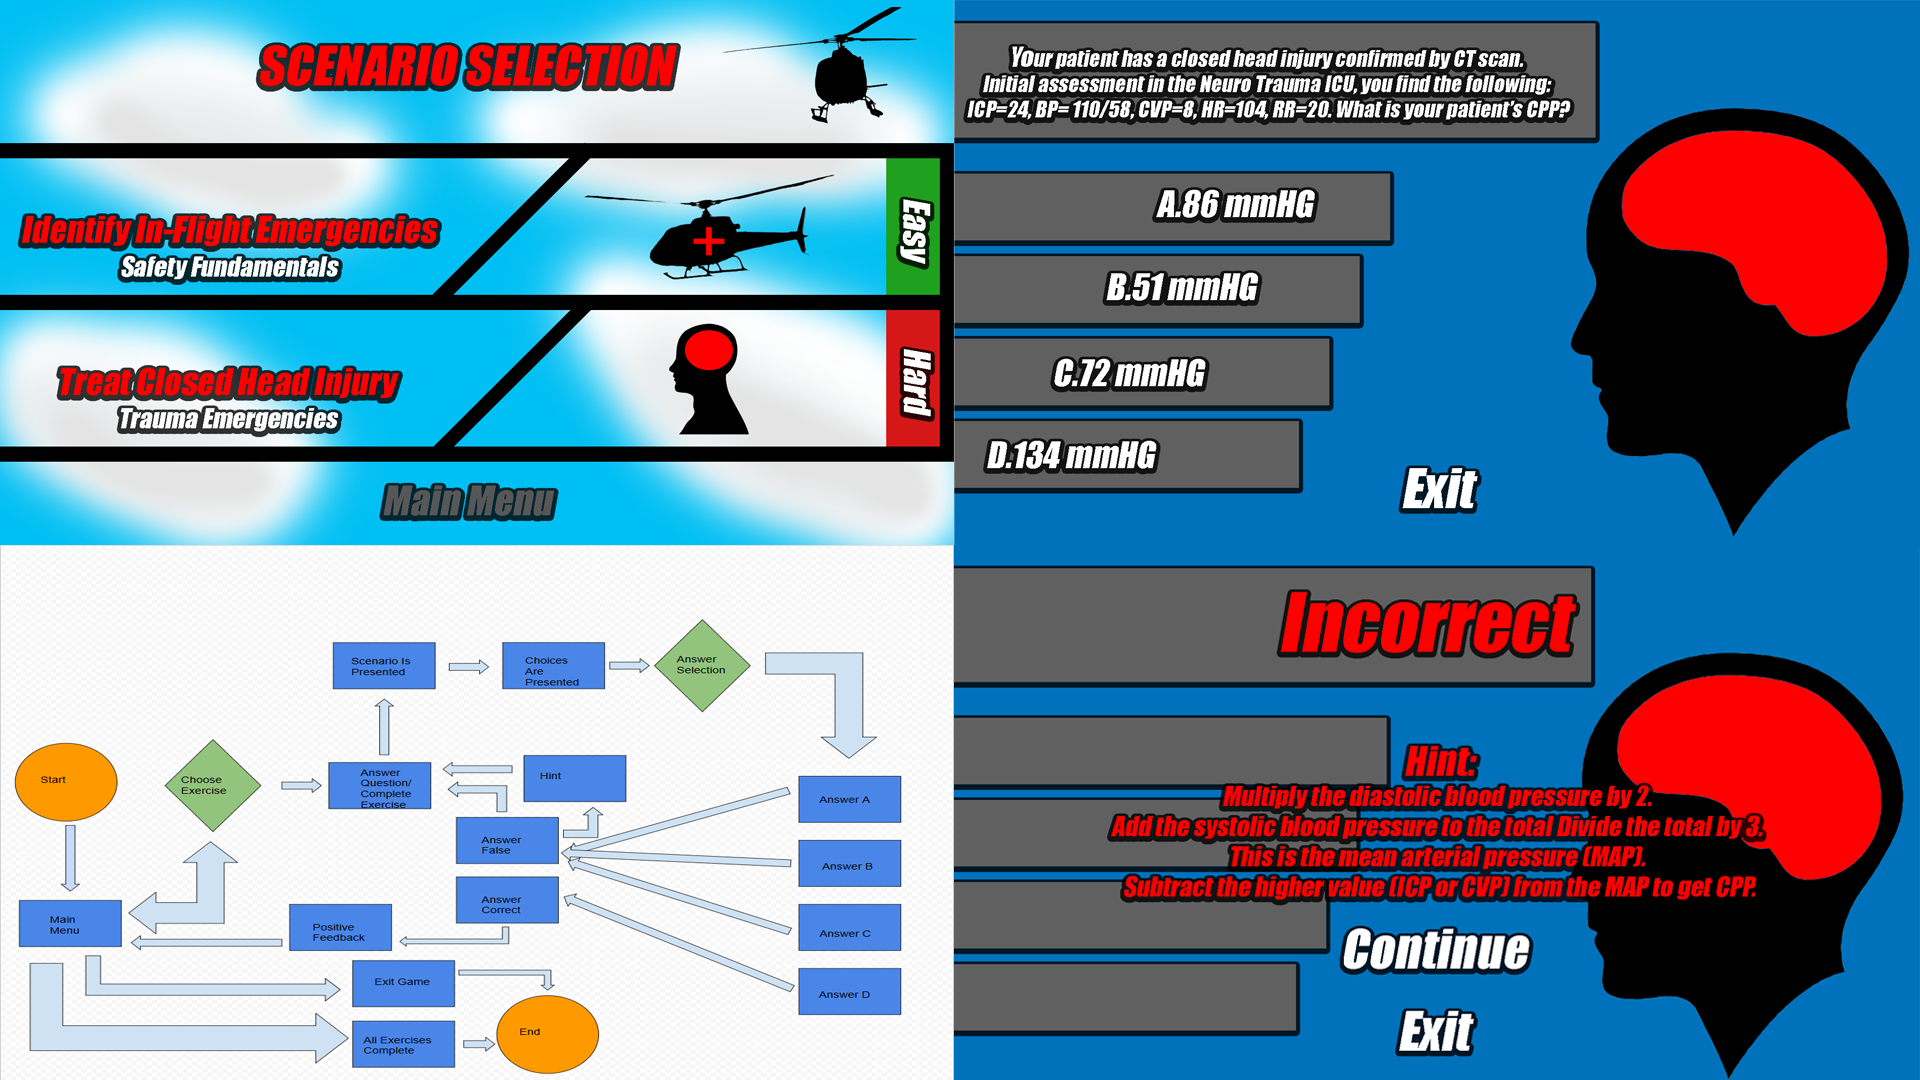 SCENARIO SELECTION
Identify In-Flight Emergencies
Safety Fundamentals
Easy
Treat Closed Head Injury
Trauma Emergencies
Hard
Main Menu
Your patient has a closed head injury confirmed by CT scan.
Initial assessment in the Neuro Trauma ICU, you find the following:
ICP=24, BP= 110/58, CVP=8, HR=104, RR=20. What is your patient's CPP?
A.86 mmHG
B.51 mmHG
C.72 mmHG
D.134 mmHG
Exit
Scenario Is
Presented
Choices
Are
Presented
Answer
Selection
Start
Choose
Exercise
Answer
Question/
Complete
Exercise
Hint
Answer A
Answer
False
Answer B
Answer
Correct
Main
Menu
Positive
Feedback
Answer C
Exit Game
Answer D
All Exercises
Complete
End
Incorrect
Hint:
Multiply the diastolic blood pressure by 2.
Add the systolic blood pressure to the total Divide the total by 3.
This is the mean arterial pressure (MAP).
Subtract the higher value (ICP or CVP) from the MAP to get CPP.
Continue
Exit